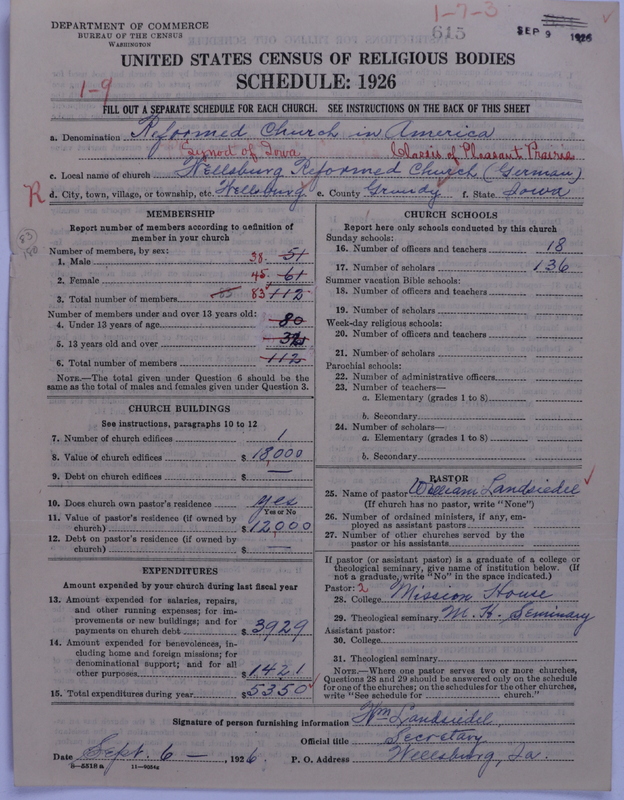 1-7-3
DEPARTMENT OF COMMERCE
BUREAU OF THE CENSUS
WASHINGTON
615
SEP 9 1926
UNITED STATES CENSUS OF RELIGIOUS BODIES
SCHEDULE: 1926
1-9
FILL OUT A SEPARATE SCHEDULE FOR EACH CHURCH. SEE INSTRUCTIONS ON THE BACK OF THIS SHEET
a. Denomination Reformed Church in America
Synod of Iowa Classis of Pleasant Prairie
c. Local name of church Wellsburg Reformed Church (German)
R d. City, town, village, or township, etc. Wellsburg e. County Grundy f. State Iowa
MEMBERSHIP
Report number of members according to definition of
member in your church
Number of members, by sex:
1. Male 38 51
2. Female 45 61
3. Total number of members 83 112
Number of members under and over 13 years old:
4. Under 13 years of age 80
5. 13 years old and over 32
6. Total number of members 112
NOTE.—The total given under Question 6 should be the
same as the total of males and females given under Question 3.
CHURCH BUILDINGS
See instructions, paragraphs 10 to 12
7. Number of church edifices 1
8. Value of church edifices $ 18,000
9. Debt on church edifices $ —
10. Does church own pastor's residence yes
Yes or No
11. Value of pastor's residence (if owned by
church) $ 12,000
12. Debt on pastor's residence (if owned by
church) $ —
EXPENDITURES
Amount expended by your church during last fiscal year
13. Amount expended for salaries, repairs,
and other running expenses; for im-
provements or new buildings; and for
payments on church debt $ 3929
14. Amount expended for benevolences, in-
cluding home and foreign missions; for
denominational support; and for all
other purposes $ 1421
15. Total expenditures during year $ 5350
CHURCH SCHOOLS
Report here only schools conducted by this church
Sunday schools:
16. Number of officers and teachers 18
17. Number of scholars 136
Summer vacation Bible schools:
18. Number of officers and teachers
19. Number of scholars
Week-day religious schools:
20. Number of officers and teachers
21. Number of scholars
Parochial schools:
22. Number of administrative officers
23. Number of teachers—
a. Elementary (grades 1 to 8)
b. Secondary
24. Number of scholars—
a. Elementary (grades 1 to 8)
b. Secondary
PASTOR
25. Name of pastor William Landsiedel
(If church has no pastor, write "None")
26. Number of ordained ministers, if any, em-
ployed as assistant pastors
27. Number of other churches served by the
pastor or his assistants
If pastor (or assistant pastor) is a graduate of a college or
theological seminary, give name of institution below. (If
not a graduate, write "No" in the space indicated.)
Pastor: 2
28. College Mission House
29. Theological seminary M. H. Seminary
Assistant pastor:
30. College
31. Theological seminary
NOTE.—Where one pastor serves two or more churches,
Questions 28 and 29 should be answered only on the schedule
for one of the churches; on the schedules for the other churches,
write "See schedule for church."
Signature of person furnishing information Wm Landsiedel
Official title Secretary
Date Sept. 6 —, 1926. P. O. Address Wellsburg, Ia.
8-5518a 11-9054a